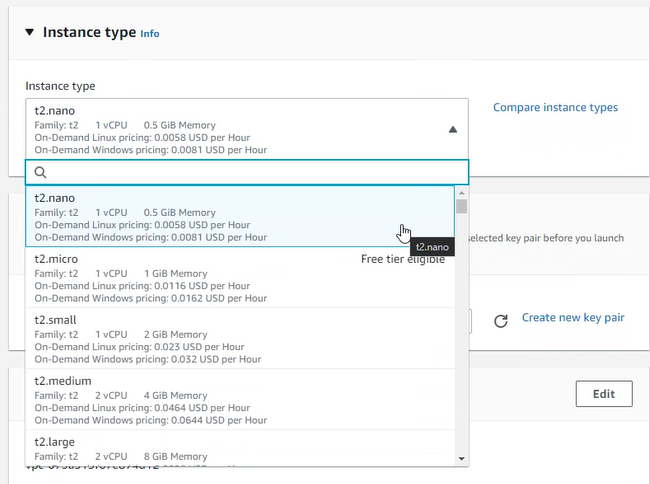 Instance type Info
Instance type
t2.nano
Family: t2 1 vCPU 0.5 GiB Memory
On-Demand Linux pricing: 0.0058 USD per Hour
On-Demand Windows pricing: 0.0081 USD per Hour
Compare instance types
t2.nano
Family: t2 1 vCPU 0.5 GiB Memory
On-Demand Linux pricing: 0.0058 USD per Hour
On-Demand Windows pricing: 0.0081 USD per Hour
selected key pair before you launch
t2.nano
t2.micro Free tier eligible
Family: t2 1 vCPU 1 GiB Memory
On-Demand Linux pricing: 0.0116 USD per Hour
On-Demand Windows pricing: 0.0162 USD per Hour
t2.small
Family: t2 1 vCPU 2 GiB Memory
On-Demand Linux pricing: 0.023 USD per Hour
On-Demand Windows pricing: 0.032 USD per Hour
Create new key pair
t2.medium
Family: t2 2 vCPU 4 GiB Memory
On-Demand Linux pricing: 0.0464 USD per Hour
On-Demand Windows pricing: 0.0644 USD per Hour
Edit
t2.large
Family: t2 2 vCPU 8 GiB Memory